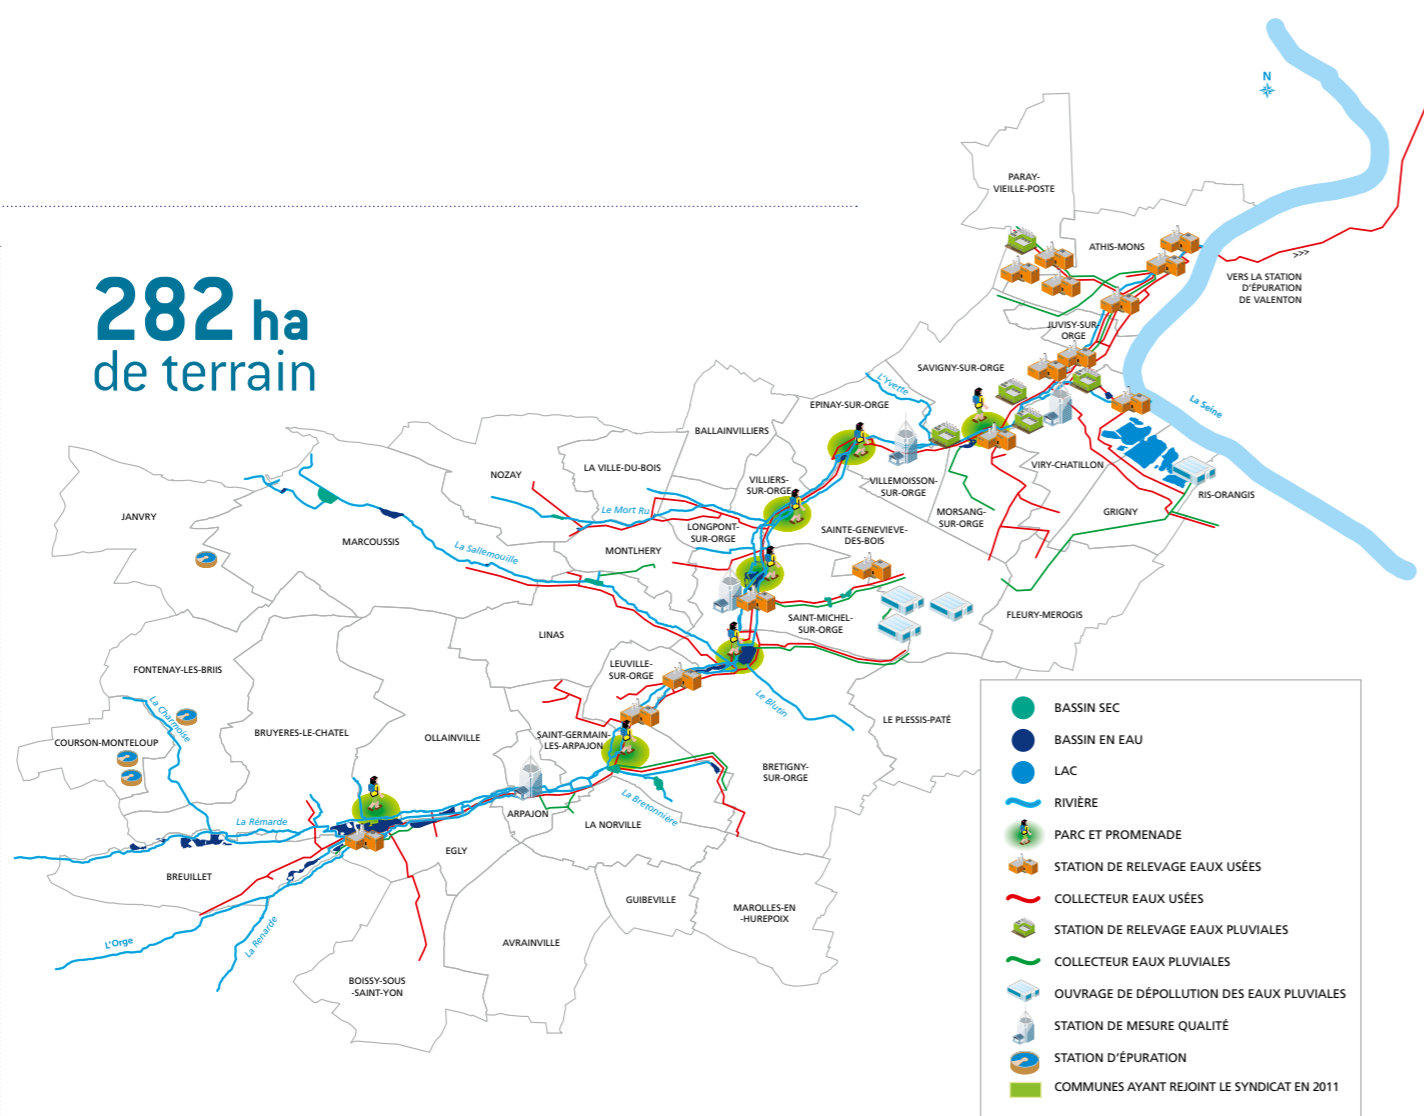 N
PARAY-
VIEILLE-POSTE
ATHIS-MONS
VERS LA STATION
D'ÉPURATION
DE VALENTON
282 ha
de terrain
JUVISY-SUR-
ORGE
SAVIGNY-SUR-ORGE
L'Yvette
La Seine
EPINAY-SUR-ORGE
BALLAINVILLIERS
LA VILLE-DU-BOIS
NOZAY
VILLIERS-
SUR-ORGE
VILLEMOISSON-
SUR-ORGE
VIRY-CHATILLON
RIS-ORANGIS
GRIGNY
MORSANG-
SUR-ORGE
JANVRY
MARCOUSSIS
Le Mort Ru
LONGPONT-
SUR-ORGE
SAINTE-GENEVIEVE-
DES-BOIS
La Sallemouille
MONTLHERY
FLEURY-MEROGIS
SAINT-MICHEL-
SUR-ORGE
LINAS
LEUVILLE-
SUR-ORGE
FONTENAY-LES-BRIIS
La Charmoise
Le Blutin
LE PLESSIS-PATÉ
COURSON-MONTELOUP
BRUYERES-LE-CHATEL
OLLAINVILLE
SAINT-GERMAIN-
LES-ARPAJON
BRETIGNY-
SUR-ORGE
La Bretonnière
ARPAJON
LA NORVILLE
La Rémarde
EGLY
BREUILLET
GUIBEVILLE
MAROLLES-EN
-HUREPOIX
L'Orge
La Renarde
AVRAINVILLE
BOISSY-SOUS
-SAINT-YON
BASSIN SEC
BASSIN EN EAU
LAC
RIVIÈRE
PARC ET PROMENADE
STATION DE RELEVAGE EAUX USÉES
COLLECTEUR EAUX USÉES
STATION DE RELEVAGE EAUX PLUVIALES
COLLECTEUR EAUX PLUVIALES
OUVRAGE DE DÉPOLLUTION DES EAUX PLUVIALES
STATION DE MESURE QUALITÉ
STATION D'ÉPURATION
COMMUNES AYANT REJOINT LE SYNDICAT EN 2011